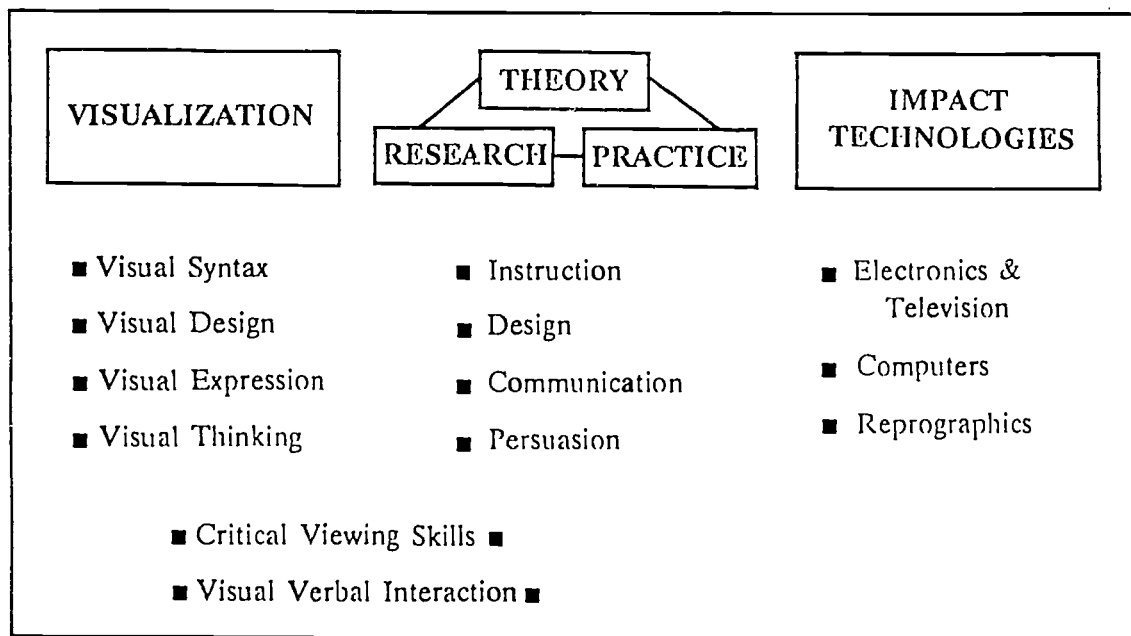 VISUALIZATION
THEORY
RESEARCH
PRACTICE
IMPACT
TECHNOLOGIES
■ Visual Syntax
■ Visual Design
■ Visual Expression
■ Visual Thinking
■ Instruction
■ Design
■ Communication
■ Persuasion
■ Electronics &
Television
■ Computers
■ Reprographics
■ Critical Viewing Skills ■
■ Visual Verbal Interaction ■